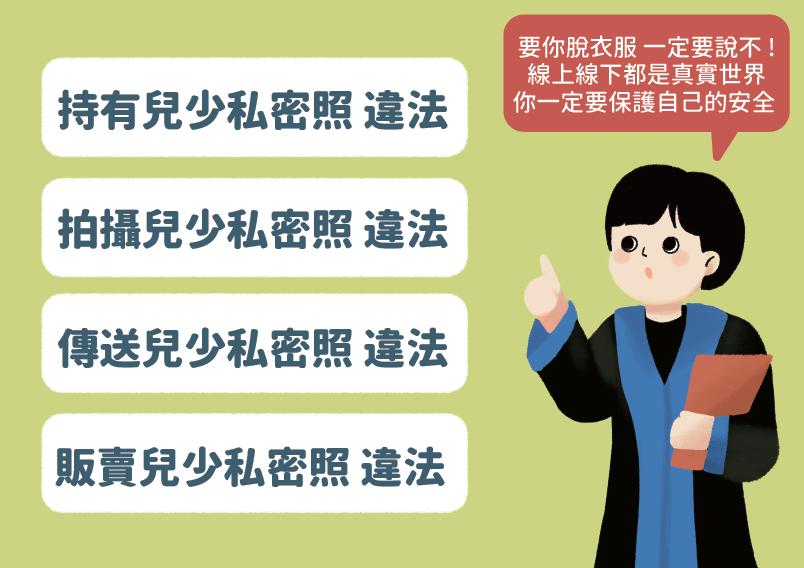 要你脫衣服 一定要說不！
線上線下都是真實世界
你一定要保護自己的安全
持有兒少私密照 違法
拍攝兒少私密照 違法
傳送兒少私密照 違法
販賣兒少私密照 違法